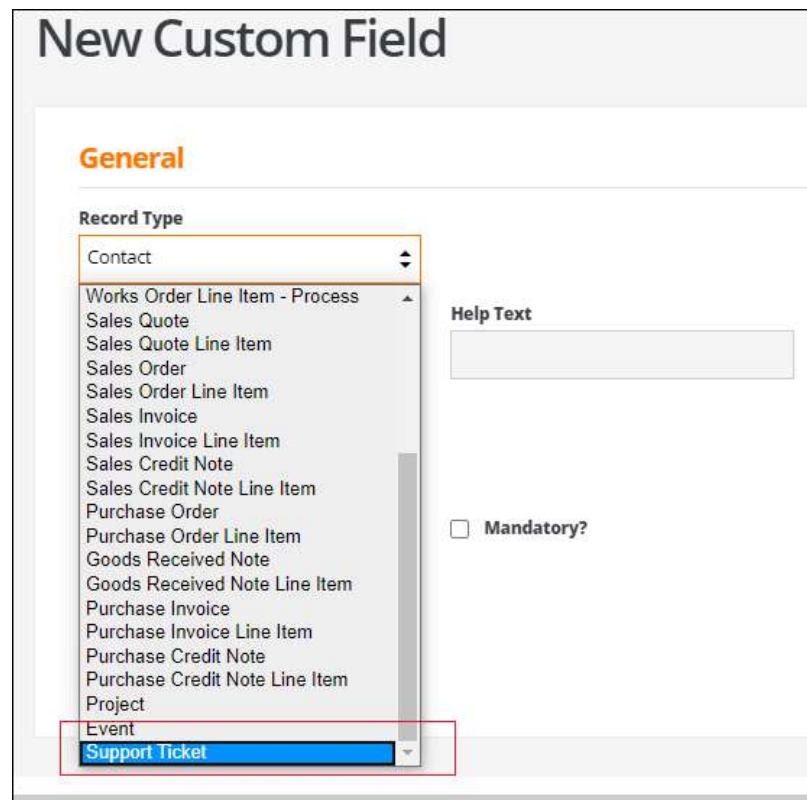 New Custom Field
General
Record Type
Contact
Works Order Line Item - Process
Sales Quote
Help Text
Sales Quote Line Item
Sales Order
Sales Order Line Item
Sales Invoice
Sales Invoice Line Item
Sales Credit Note
Sales Credit Note Line Item
Purchase Order
Purchase Order Line Item
Mandatory?
Goods Received Note
Goods Received Note Line Item
Purchase Invoice
Purchase Invoice Line Item
Purchase Credit Note
Purchase Credit Note Line Item
Project
Event
Support Ticket